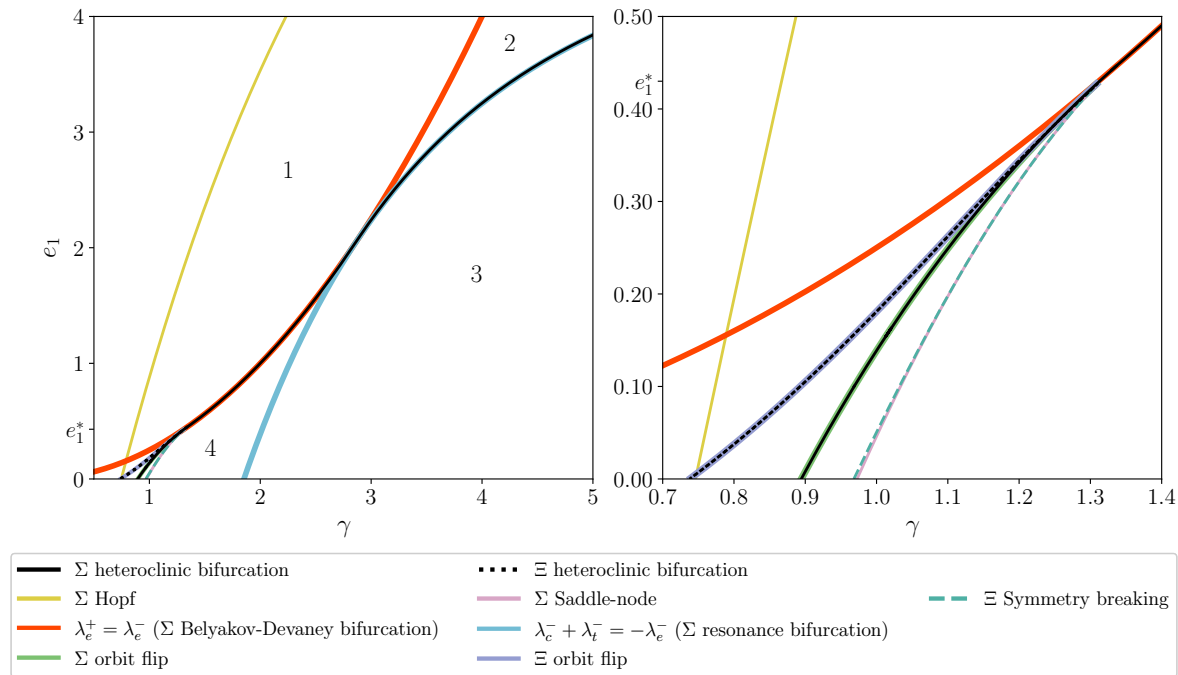 4
3
2
1
0
e₁*
e₁
1
2
3
4
5
γ
1
2
3
4
0.50
e₁*
0.40
0.30
0.20
0.10
0.00
0.7
0.8
0.9
1.0
1.1
1.2
1.3
1.4
γ
Σ heteroclinic bifurcation
Ξ heteroclinic bifurcation
Σ Hopf
Σ Saddle-node
Ξ Symmetry breaking
λₑ⁺ = λₑ⁻ (Σ Belyakov-Devaney bifurcation)
λ_c⁻ + λ_t⁻ = −λ_e⁻ (Σ resonance bifurcation)
Σ orbit flip
Ξ orbit flip